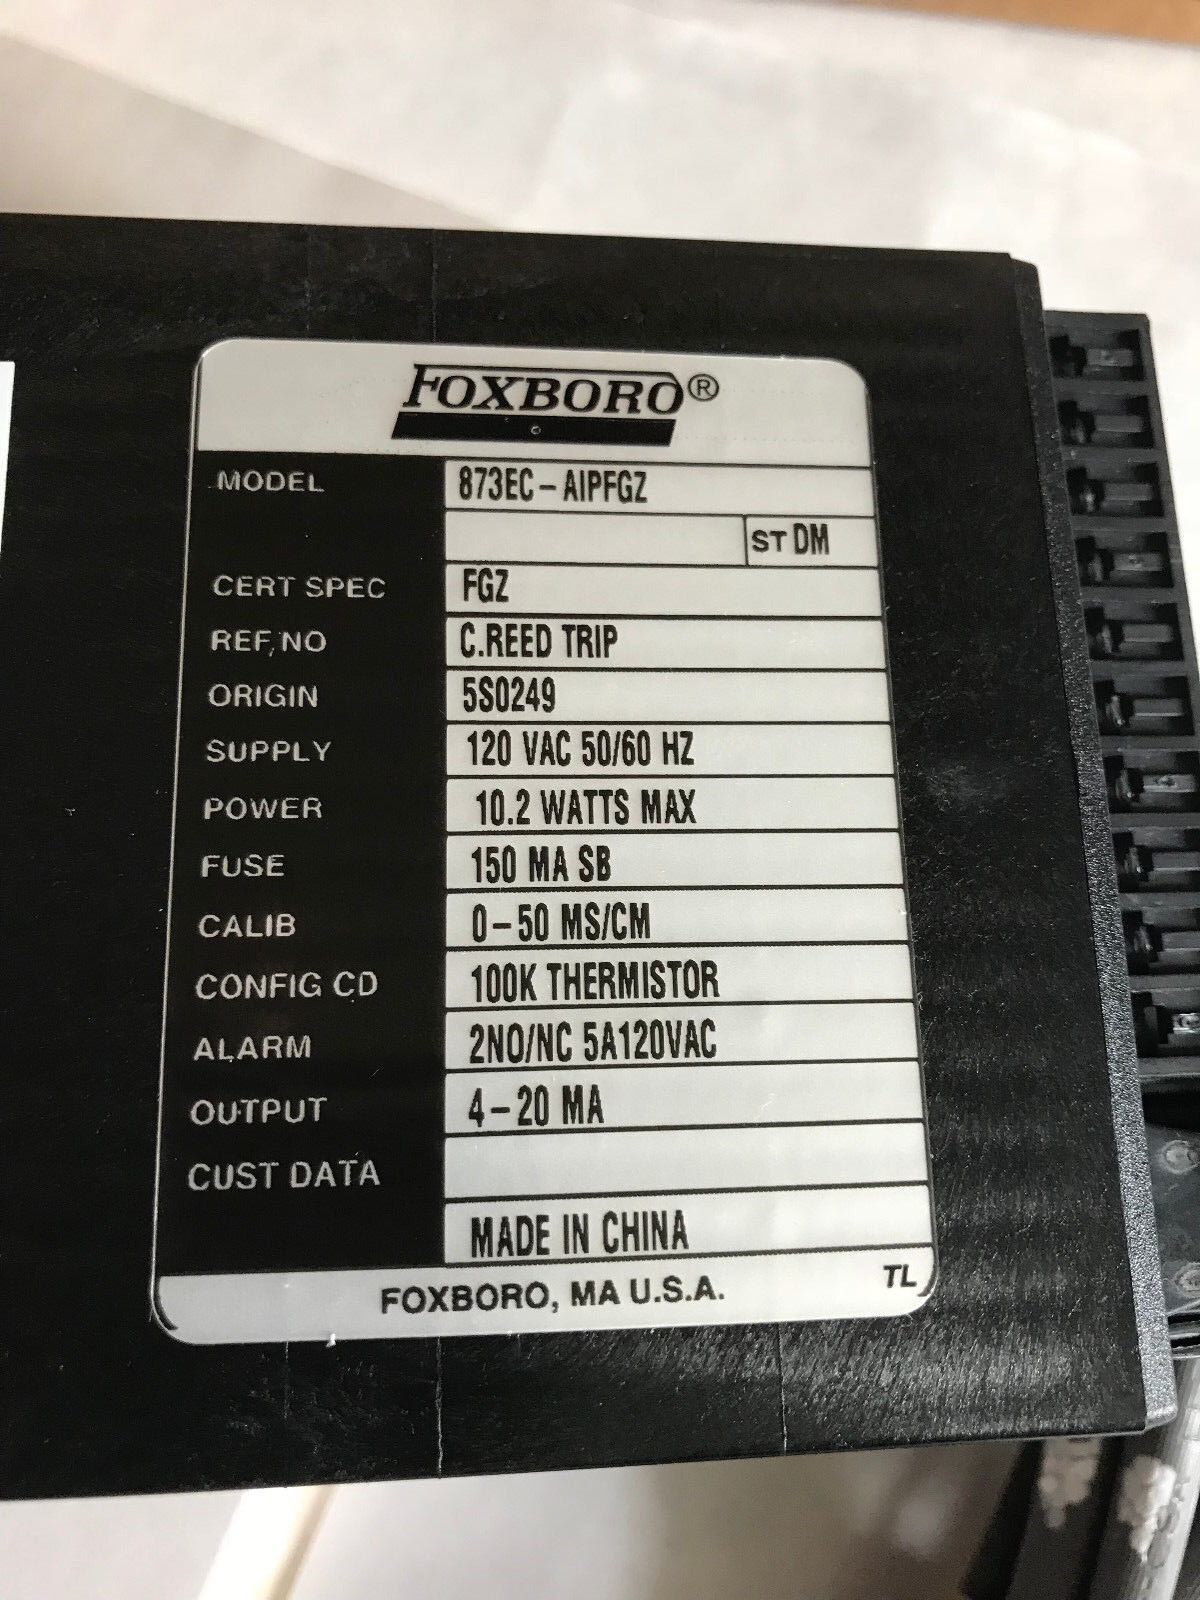 FOXBORO®
MODEL 873EC-AIPFGZ
ST DM
CERT SPEC FGZ
REF, NO C.REED TRIP
ORIGIN 5S0249
SUPPLY 120 VAC 50/60 HZ
POWER 10.2 WATTS MAX
FUSE 150 MA SB
CALIB 0-50 MS/CM
CONFIG CD 100K THERMISTOR
ALARM 2NO/NC 5A120VAC
OUTPUT 4-20 MA
CUST DATA
MADE IN CHINA
FOXBORO, MA U.S.A. TL